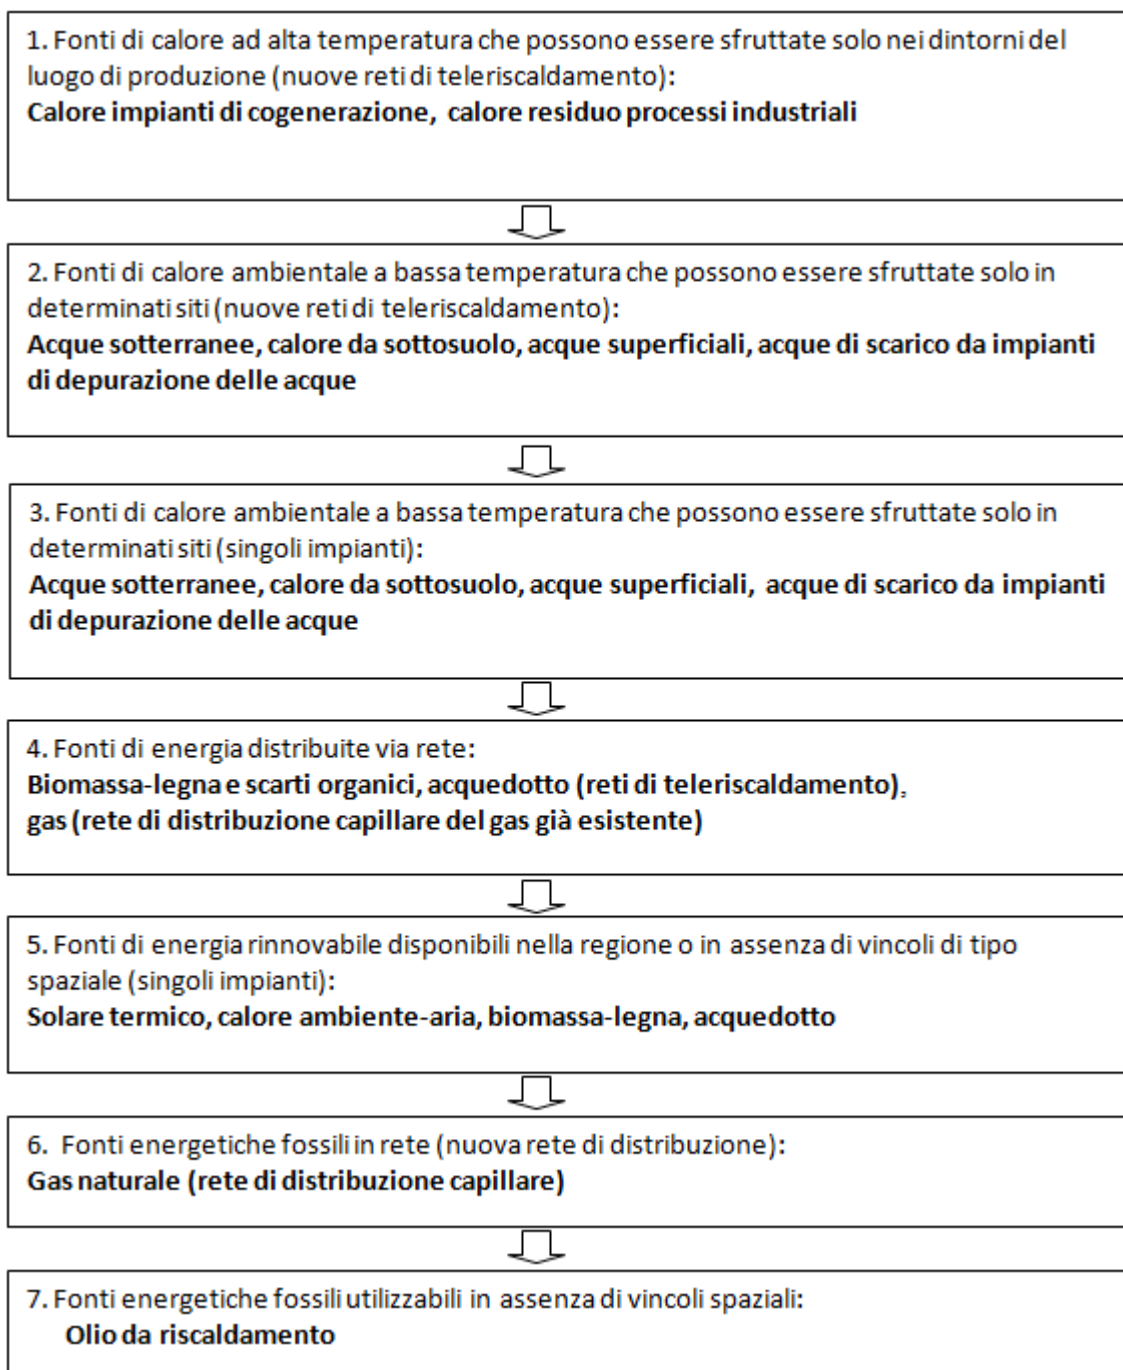 1. Fonti di calore ad alta temperatura che possono essere sfruttate solo nei dintorni del
luogo di produzione (nuove reti di teleriscaldamento):
Calore impianti di cogenerazione, calore residuo processi industriali
2. Fonti di calore ambientale a bassa temperatura che possono essere sfruttate solo in
determinati siti (nuove reti di teleriscaldamento):
Acque sotterranee, calore da sottosuolo, acque superficiali, acque di scarico da impianti
di depurazione delle acque
3. Fonti di calore ambientale a bassa temperatura che possono essere sfruttate solo in
determinati siti (singoli impianti):
Acque sotterranee, calore da sottosuolo, acque superficiali, acque di scarico da impianti
di depurazione delle acque
4. Fonti di energia distribuite via rete:
Biomassa-legna e scarti organici, acquedotto (reti di teleriscaldamento),
gas (rete di distribuzione capillare del gas già esistente)
5. Fonti di energia rinnovabile disponibili nella regione o in assenza di vincoli di tipo
spaziale (singoli impianti):
Solare termico, calore ambiente-aria, biomassa-legna, acquedotto
6. Fonti energetiche fossili in rete (nuova rete di distribuzione):
Gas naturale (rete di distribuzione capillare)
7. Fonti energetiche fossili utilizzabili in assenza di vincoli spaziali:
Olio da riscaldamento